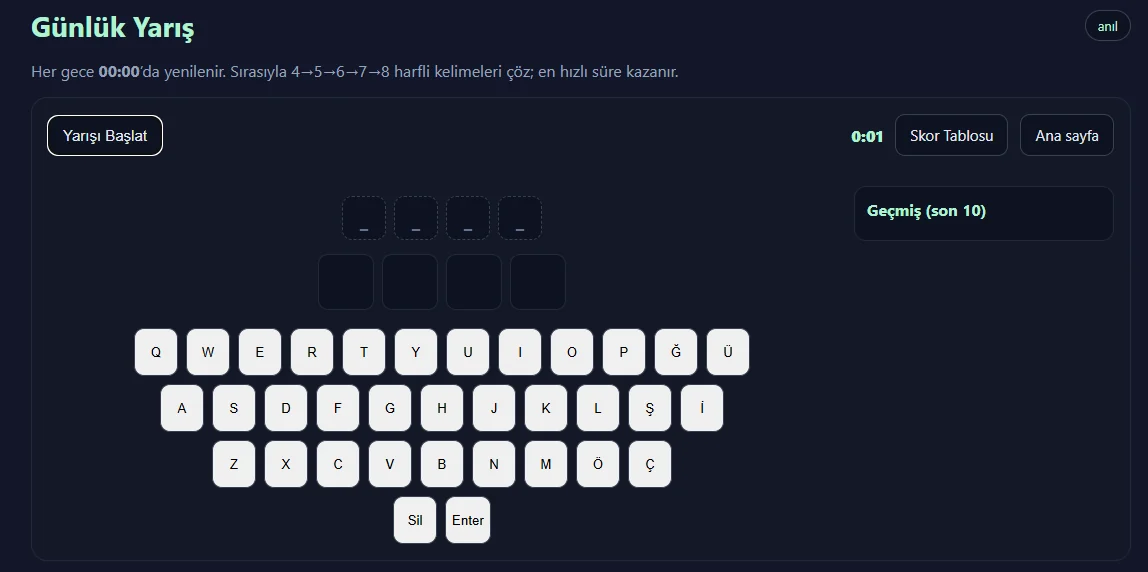 Günlük Yarış
anıl
Her gece 00:00'da yenilenir. Sırasıyla 4→5→6→7→8 harfli kelimeleri çöz; en hızlı süre kazanır.
Yarışı Başlat
0:01 Skor Tablosu Ana sayfa
Geçmiş (son 10)
_ _ _ _
Q W E R T Y U I O P Ğ Ü
A S D F G H J K L Ş İ
Z X C V B N M Ö Ç
Sil Enter